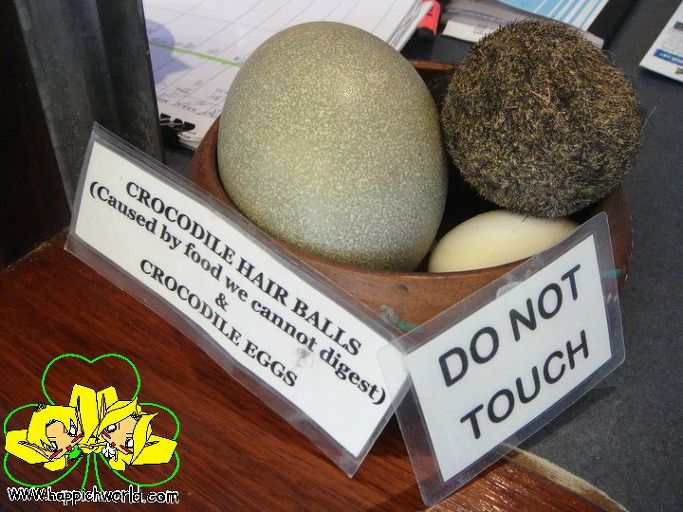 CROCODILE HAIR BALLS
(Caused by food we cannot digest)
&
CROCODILE EGGS
DO NOT
TOUCH
www.happichworld.com